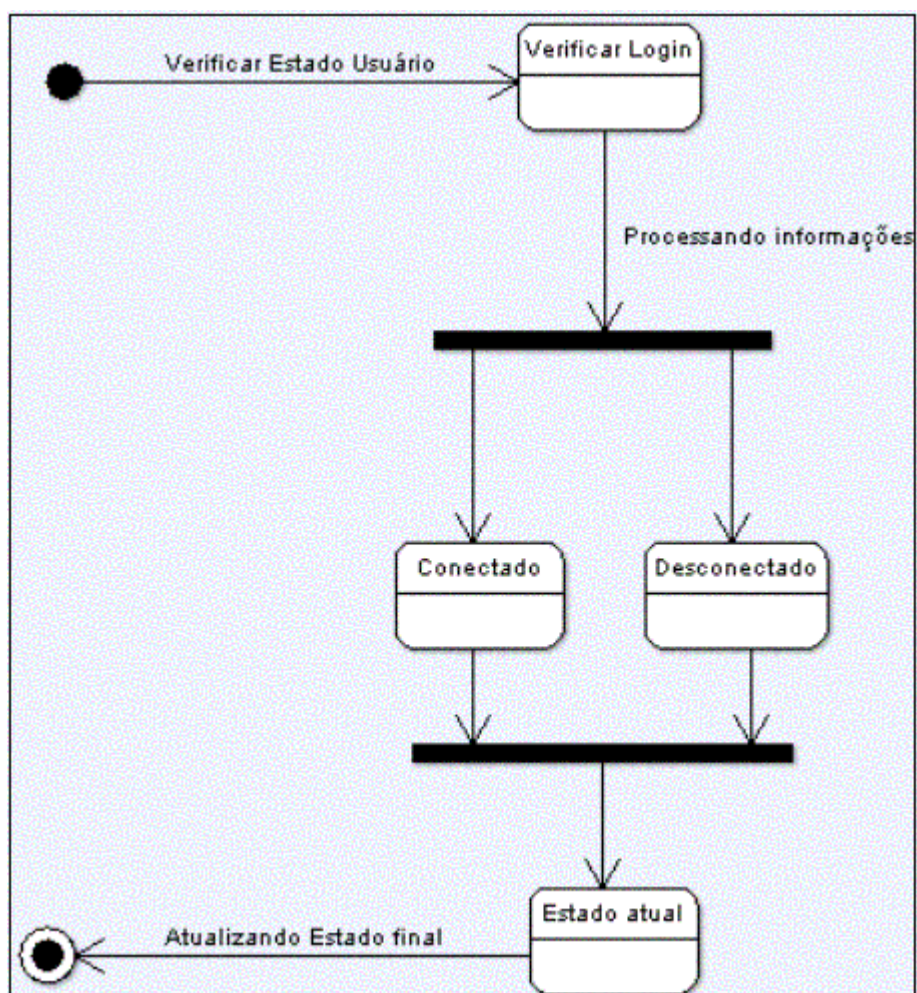 Verificar Login
Verificar Estado Usuário
Processando informações
Conectado
Desconectado
Estado atual
Atualizando Estado final